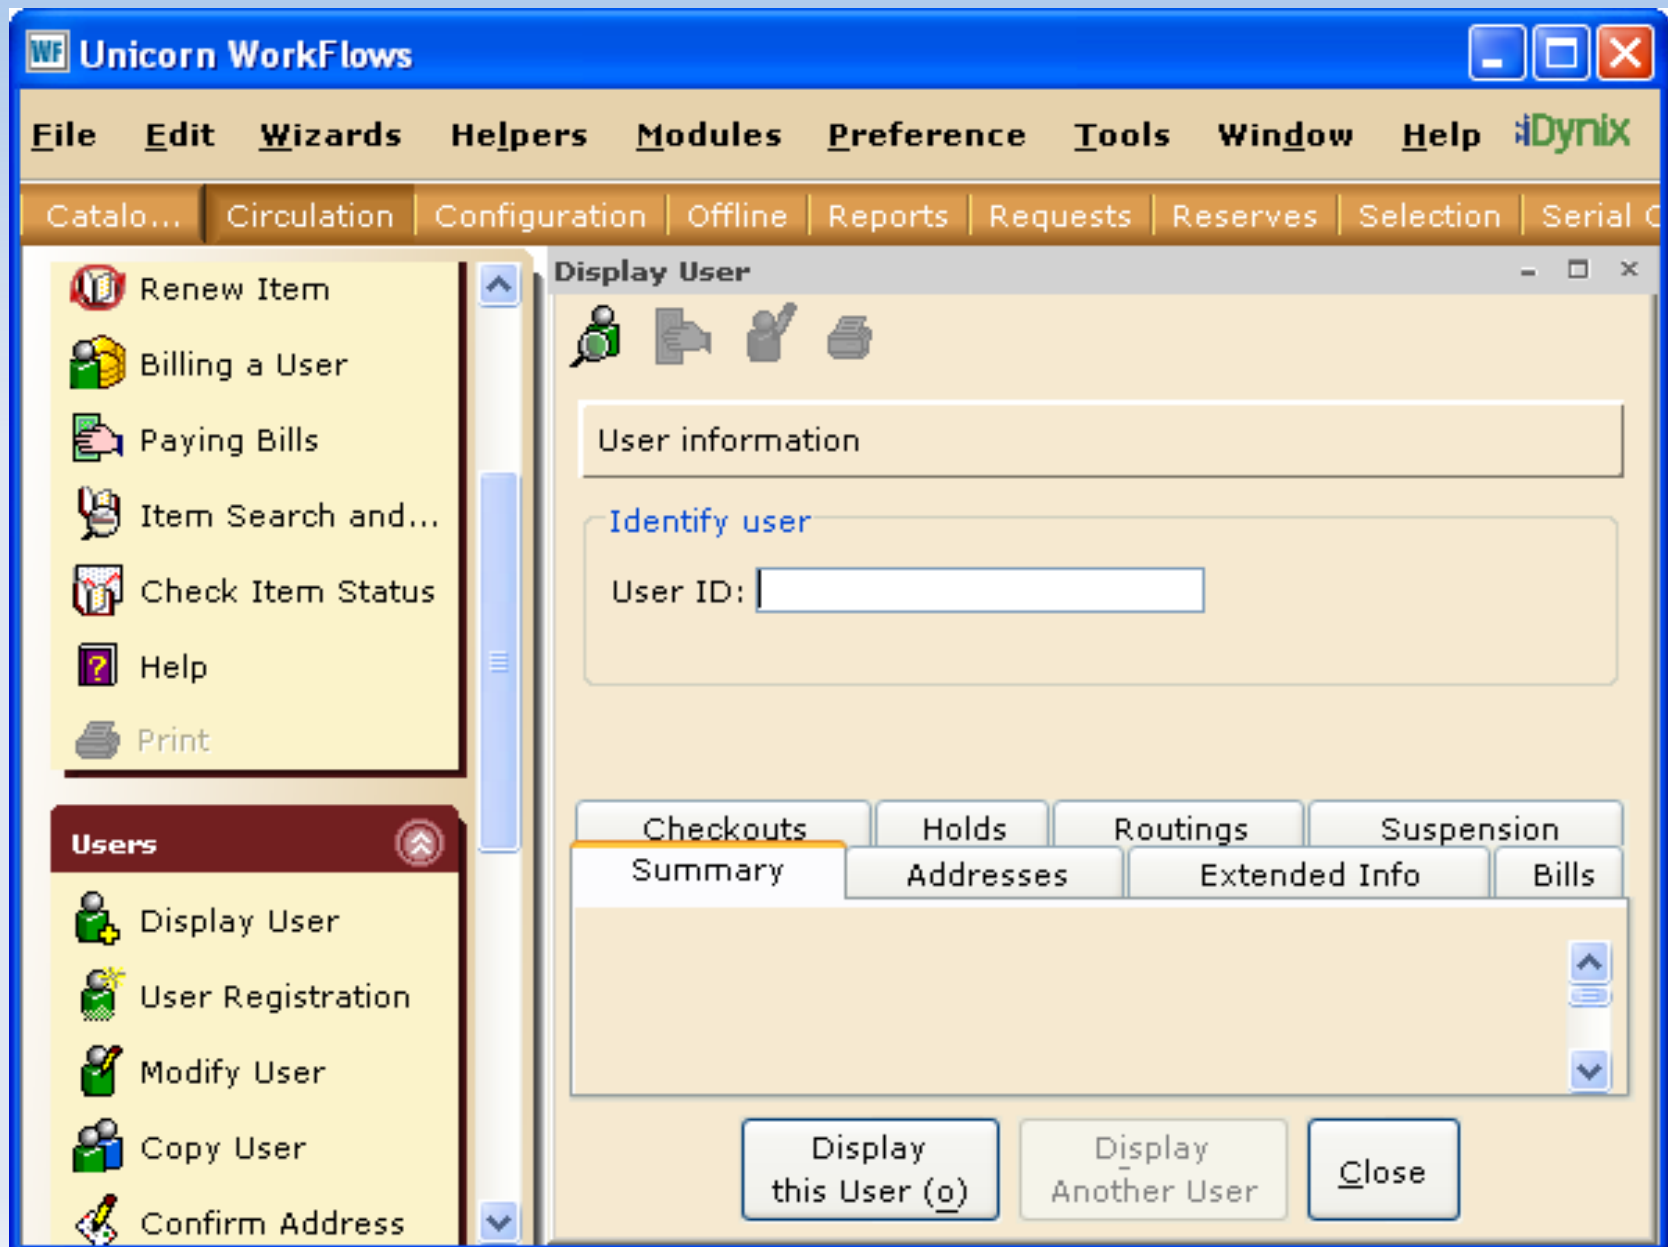 WF Unicorn WorkFlows
File Edit Wizards Helpers Modules Preference Tools Window Help Dynix
Catalo... Circulation Configuration Offline Reports Requests Reserves Selection Serial
Renew Item
Billing a User
Paying Bills
Item Search and...
Check Item Status
? Help
Print
Users
Display User
User Registration
Modify User
Copy User
Confirm Address
Display User
User information
Identify user
User ID:
Checkouts Holds Routings Suspension
Summary Addresses Extended Info Bills
Display
this User (o)
Display
Another User
Close